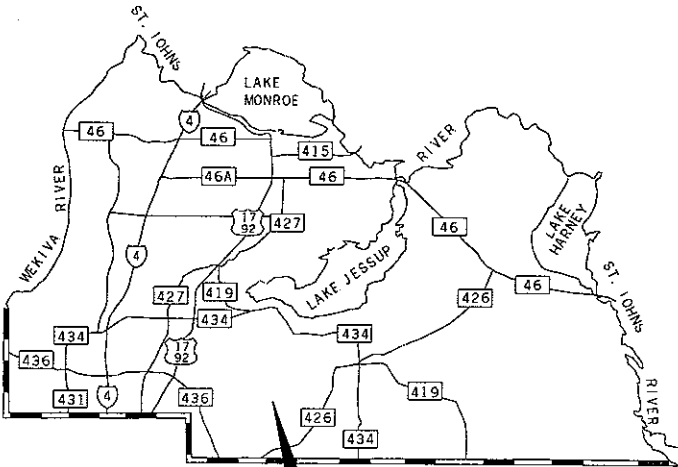 ST. JOHNS
LAKE
MONROE
4
46
46
415
RIVER
46A
46
WEKIVA RIVER
17
92
427
46
LAKE
HARNEY
4
LAKE JESSUP
ST. JOHNS
427
419
426
46
434
434
434
17
92
436
431
4
436
419
426
434
RIVER